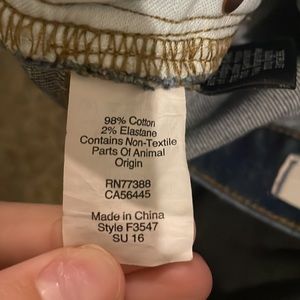 98% Cotton
2% Elastane
Contains Non-Textile
Parts Of Animal
Origin
RN77388
CA56445
Made in China
Style F3547
SU 16